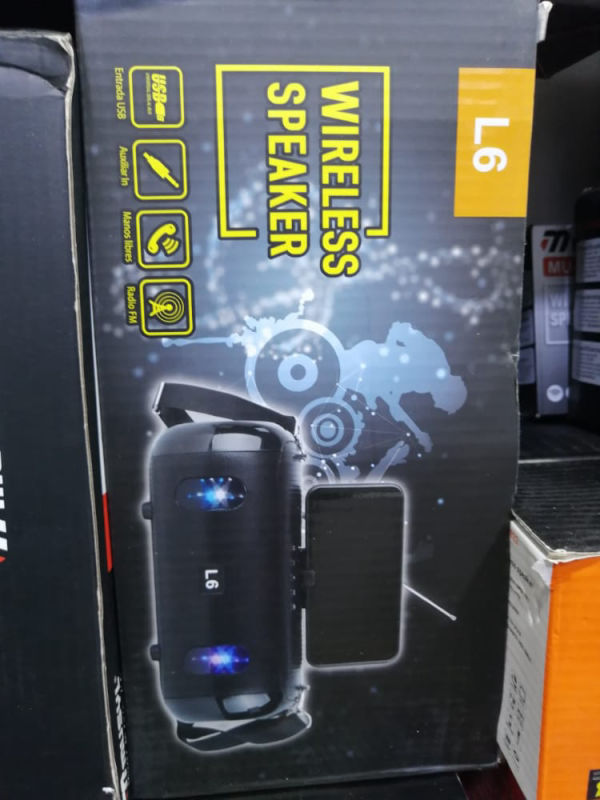 L6
WIRELESS
SPEAKER
USB
Entrada USB
Auxiliar In
Manos libres
Radio FM
L6